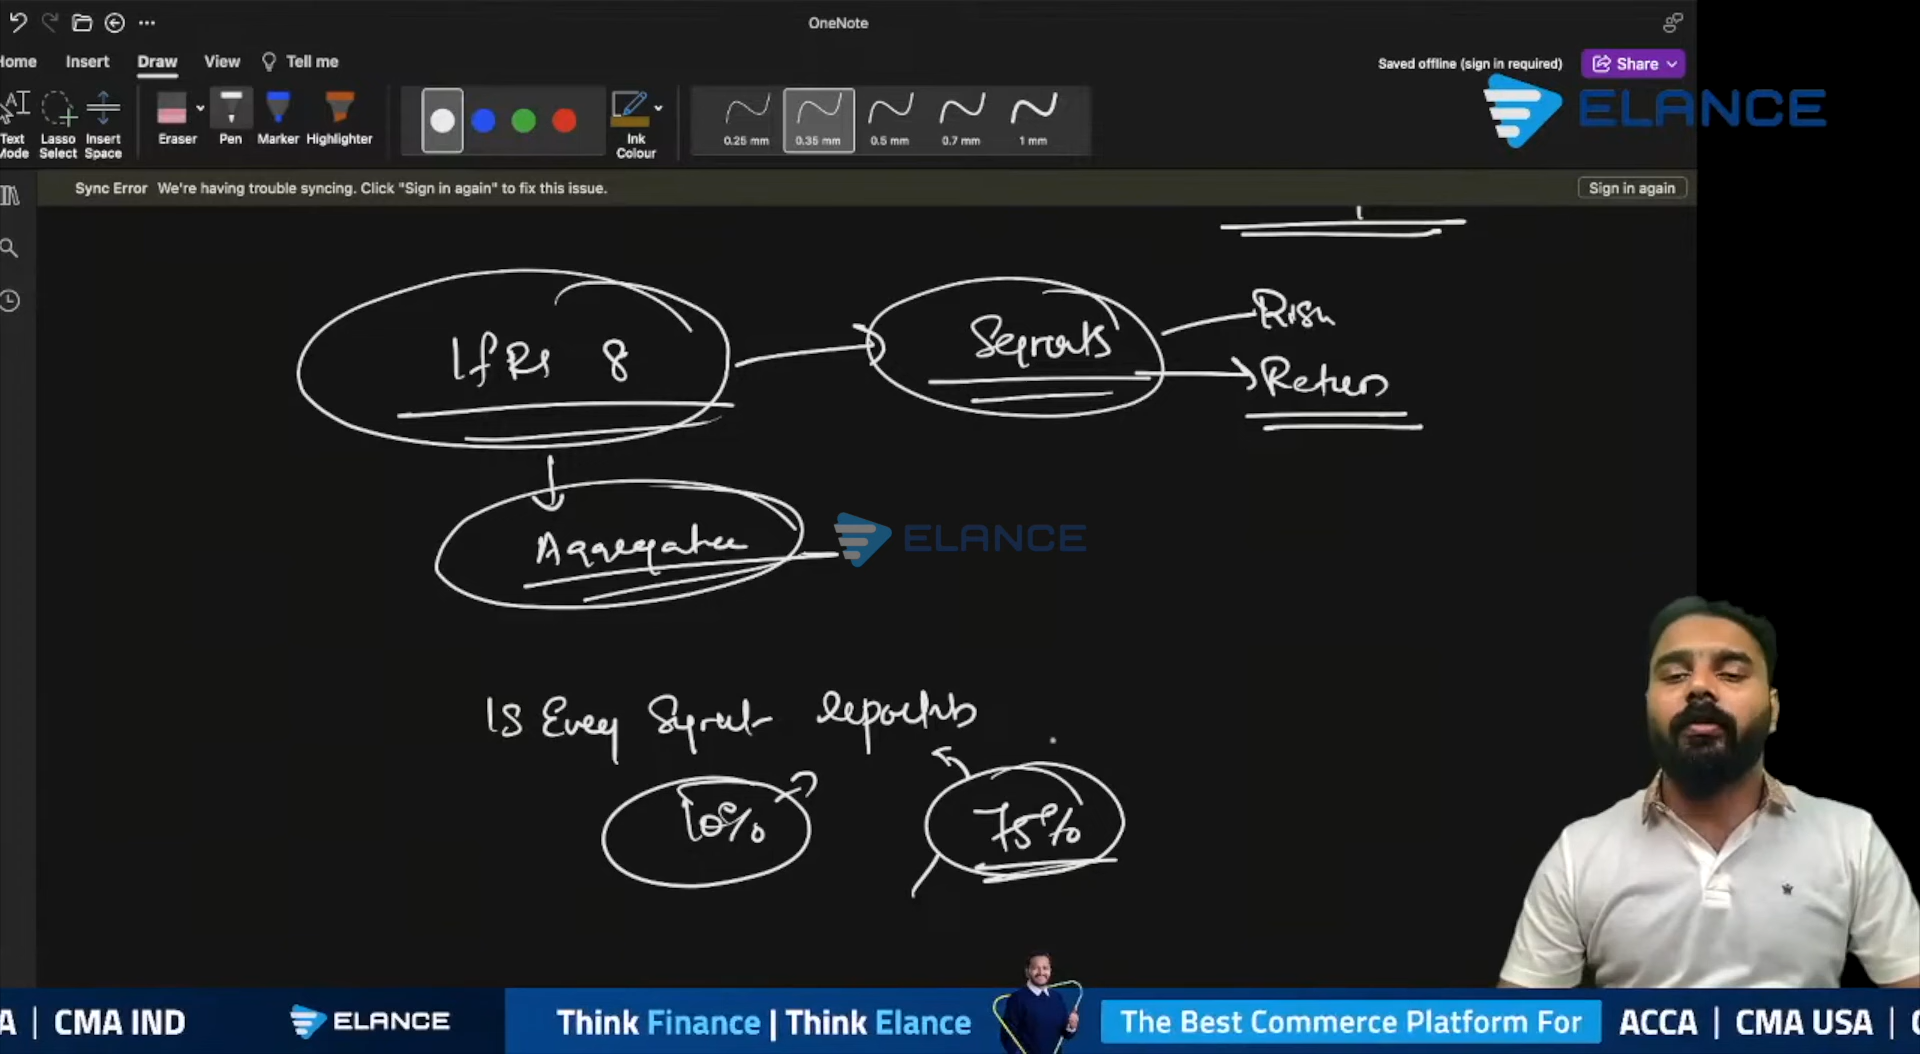 OneNote
Home Insert Draw View Tell me
Saved offline (sign in required) Share
Text Mode
Lasso Select
Insert Space
Eraser
Pen
Marker
Highlighter
Ink Colour
0.25 mm
0.35 mm
0.5 mm
0.7 mm
1 mm
ELANCE
Sync Error We're having trouble syncing. Click "Sign in again" to fix this issue.
Sign in again
IfRs 8
Risk
Return
ELANCE
Is Every
10%
75%
A | CMA IND
ELANCE
Think Finance | Think Elance
The Best Commerce Platform For
ACCA | CMA USA | C